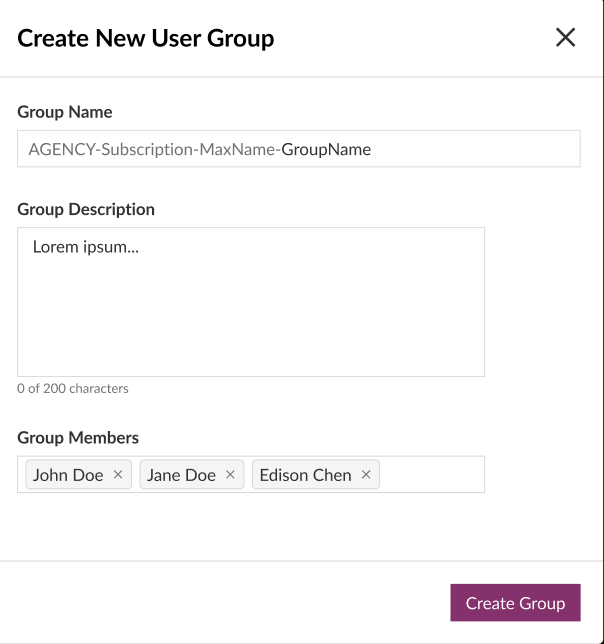 Create New User Group
Group Name
AGENCY-Subscription-MaxName-GroupName
Group Description
Lorem ipsum...
0 of 200 characters
Group Members
John Doe × Jane Doe × Edison Chen ×
Create Group